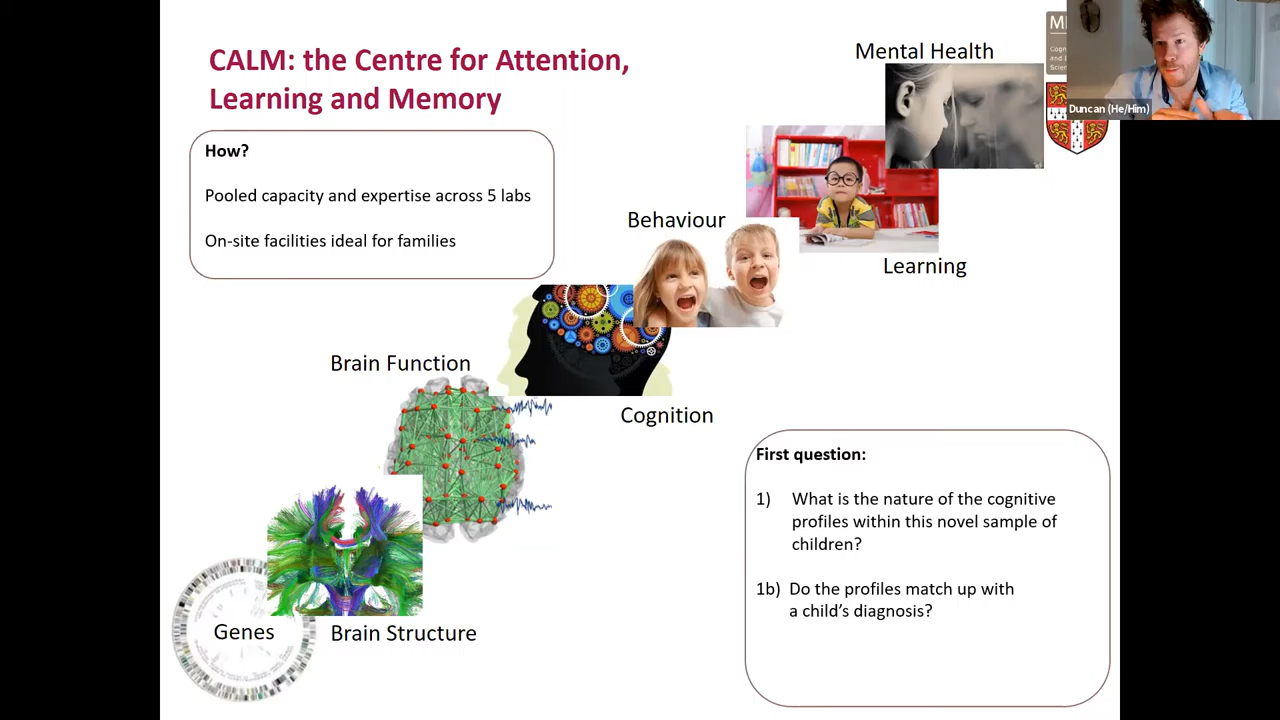 CALM: the Centre for Attention,
Learning and Memory
How?
Pooled capacity and expertise across 5 labs
On-site facilities ideal for families
Mental Health
Learning
Behaviour
Cognition
Brain Function
Brain Structure
Genes
First question:
1) What is the nature of the cognitive
profiles within this novel sample of
children?
1b) Do the profiles match up with
a child's diagnosis?
Duncan (He/Him)